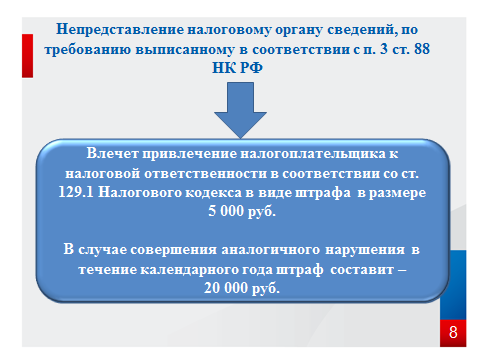 Непредставление налоговому органу сведений, по
требованию выписанному в соответствии с п. 3 ст. 88
НК РФ
Влечет привлечение налогоплательщика к
налоговой ответственности в соответствии со ст.
129.1 Налогового кодекса в виде штрафа в размере
5 000 руб.
В случае совершения аналогичного нарушения в
течение календарного года штраф составит –
20 000 руб.
8